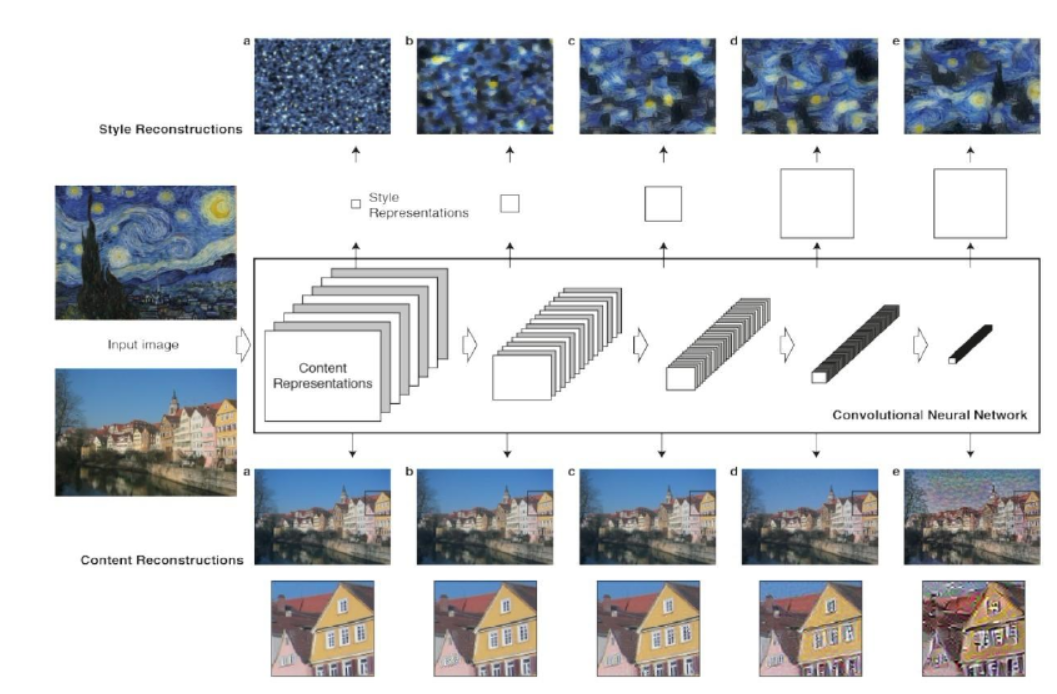 a
b
c
d
e
Style Reconstructions
Style
Representations
Input image
Content
Representations
Convolutional Neural Network
a
b
c
d
e
Content Reconstructions